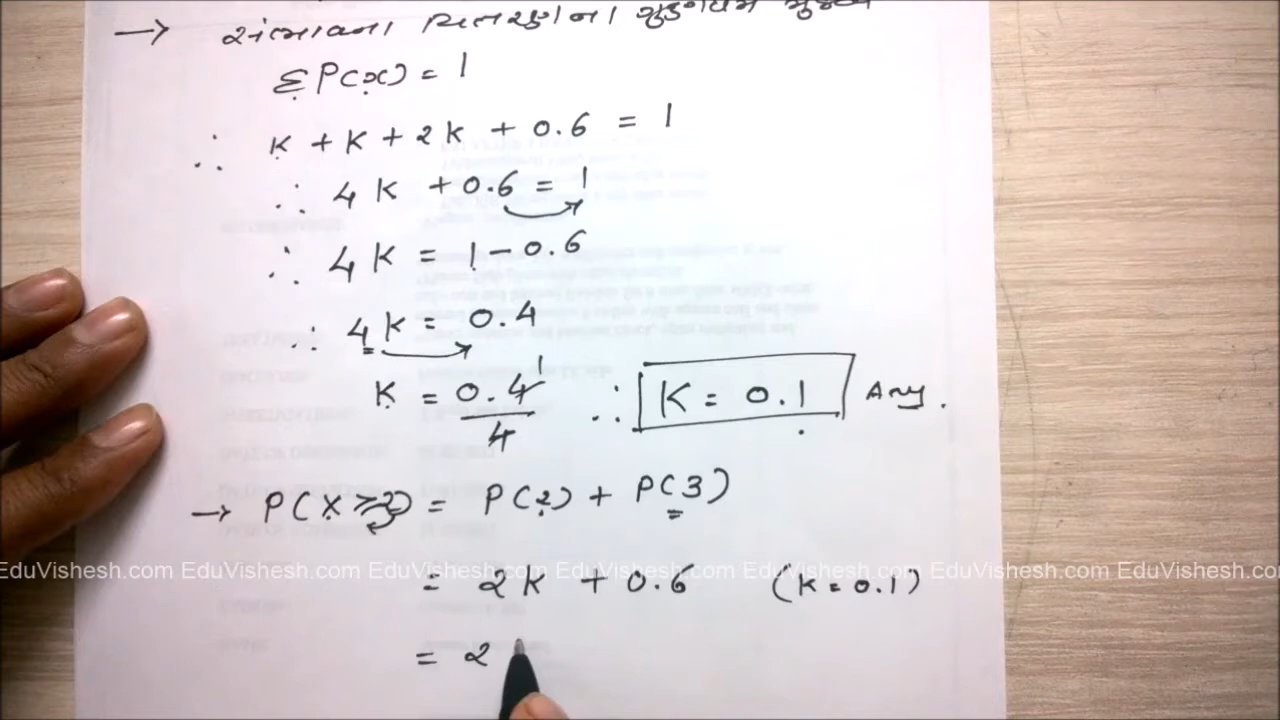 → સંભાવના વિતરણના ગુણધર્મ મુજબ
Σ P(x) = 1
∴ K + K + 2K + 0.6 = 1
∴ 4K + 0.6 = 1
∴ 4K = 1 - 0.6
∴ 4K = 0.4
K = 0.4/4 ∴ K = 0.1 Ans.
→ P(X ≥ 2) = P(2) + P(3)
= 2K + 0.6 (K = 0.1)
EduVishesh.com EduVishesh.com EduVishesh.com EduVishesh.com EduVishesh.com EduVishesh.com EduVishesh.com
= 2